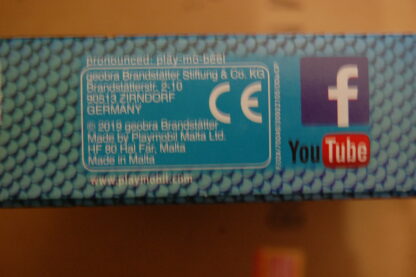 pronounced: play-mo-beel
geobra Brandstätter Stiftung & Co. KG
Brandstätterstr. 2-10
90513 ZIRNDORF
GERMANY
CE
© 2019 geobra Brandstätter
Made by Playmobil Malta Ltd.
HF 80 Hal Far, Malta
Made in Malta
www.playmobil.com
f
YouTube